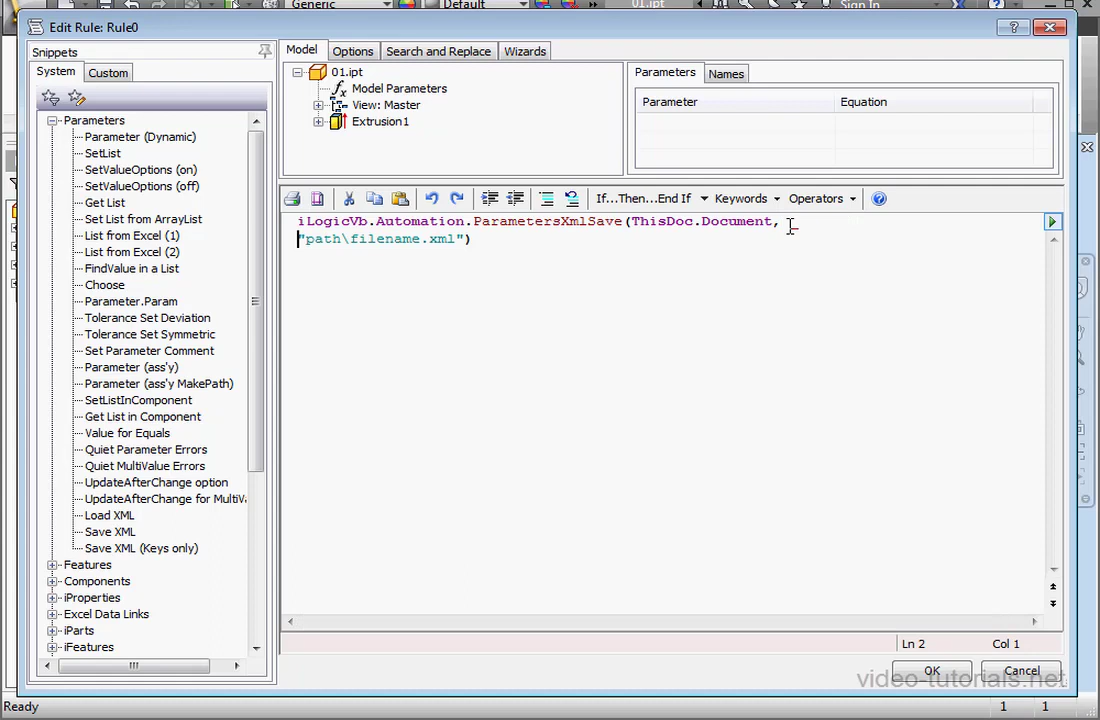 Generic
Default
01.ipt
Sign In
Edit Rule: Rule0
Snippets
System
Custom
Parameters
Parameter (Dynamic)
SetList
SetValueOptions (on)
SetValueOptions (off)
Get List
Set List from ArrayList
List from Excel (1)
List from Excel (2)
FindValue in a List
Choose
Parameter.Param
Tolerance Set Deviation
Tolerance Set Symmetric
Set Parameter Comment
Parameter (ass'y)
Parameter (ass'y MakePath)
SetListInComponent
Get List in Component
Value for Equals
Quiet Parameter Errors
Quiet MultiValue Errors
UpdateAfterChange option
UpdateAfterChange for MultiVa
Load XML
Save XML
Save XML (Keys only)
Features
Components
iProperties
Excel Data Links
iParts
iFeatures
Model
Options
Search and Replace
Wizards
01.ipt
Model Parameters
View: Master
Extrusion1
Parameters
Names
Parameter Equation
If...Then...End If
Keywords
Operators
iLogicVb.Automation.ParametersXmlSave(ThisDoc.Document, _
"path\filename.xml")
Ln 2
Col 1
OK
Cancel
video-tutorials.net
Ready
1 1